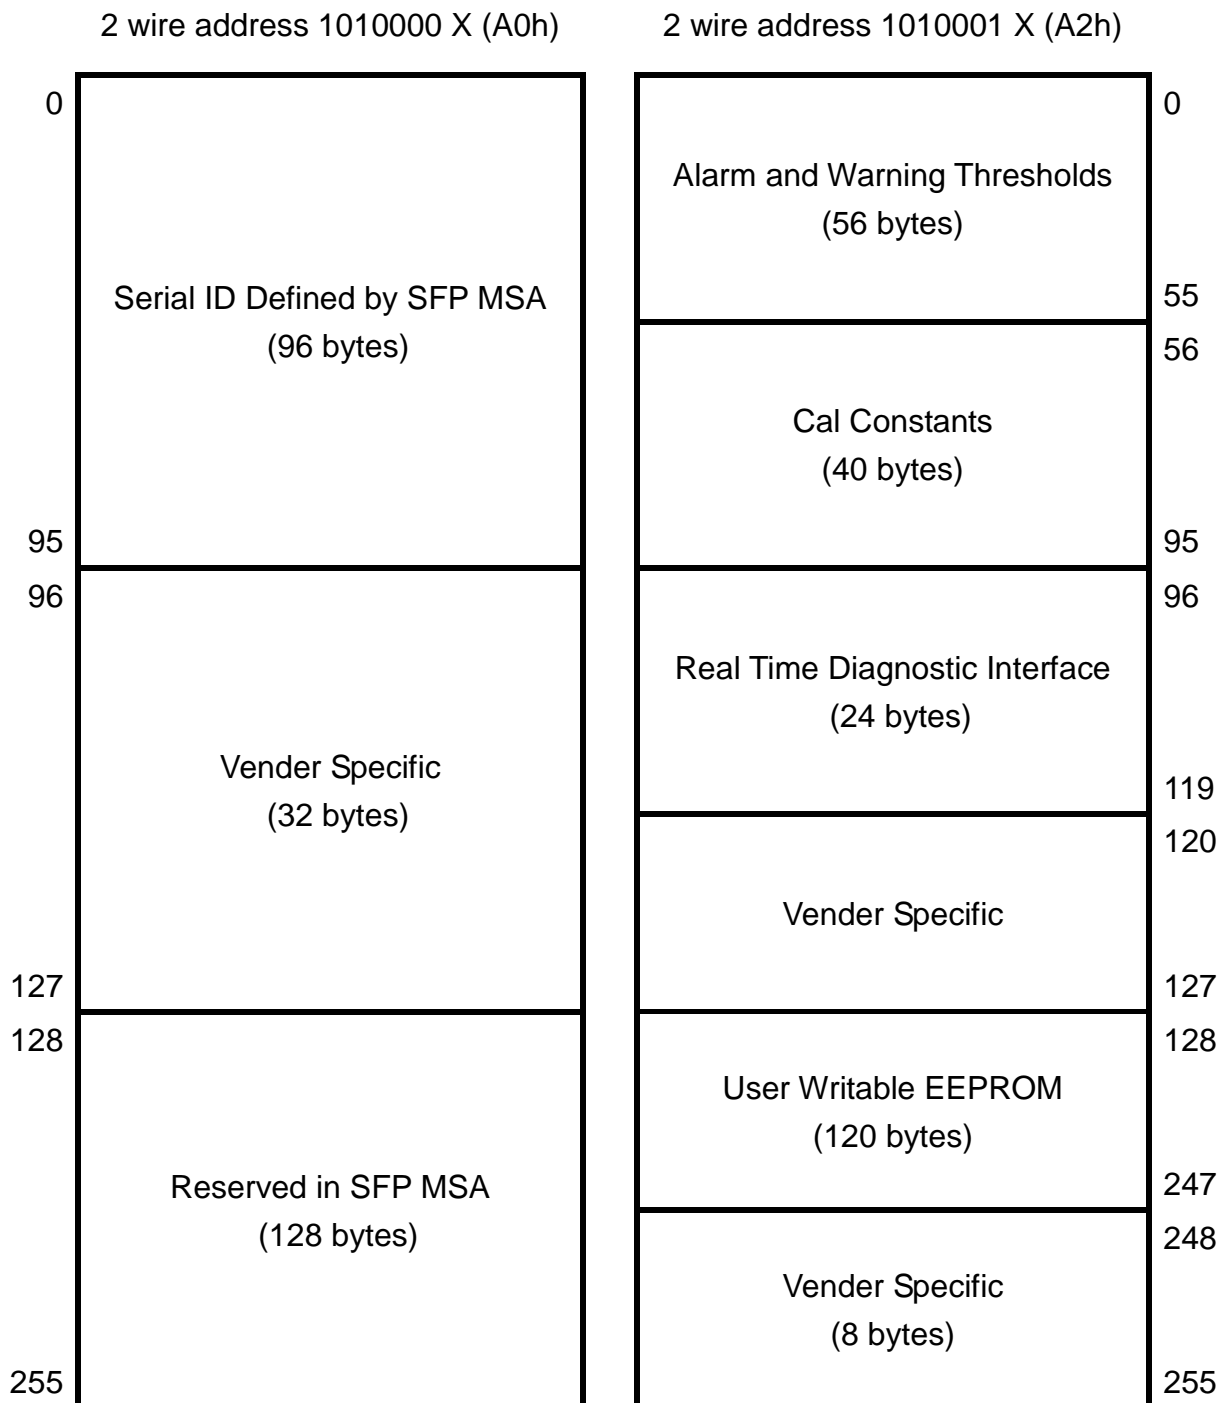 2 wire address 1010000 X (A0h)
0
Serial ID Defined by SFP MSA
(96 bytes)
95
96
Vender Specific
(32 bytes)
127
128
Reserved in SFP MSA
(128 bytes)
255
2 wire address 1010001 X (A2h)
0
Alarm and Warning Thresholds
(56 bytes)
55
56
Cal Constants
(40 bytes)
95
96
Real Time Diagnostic Interface
(24 bytes)
119
120
Vender Specific
127
128
User Writable EEPROM
(120 bytes)
247
248
Vender Specific
(8 bytes)
255